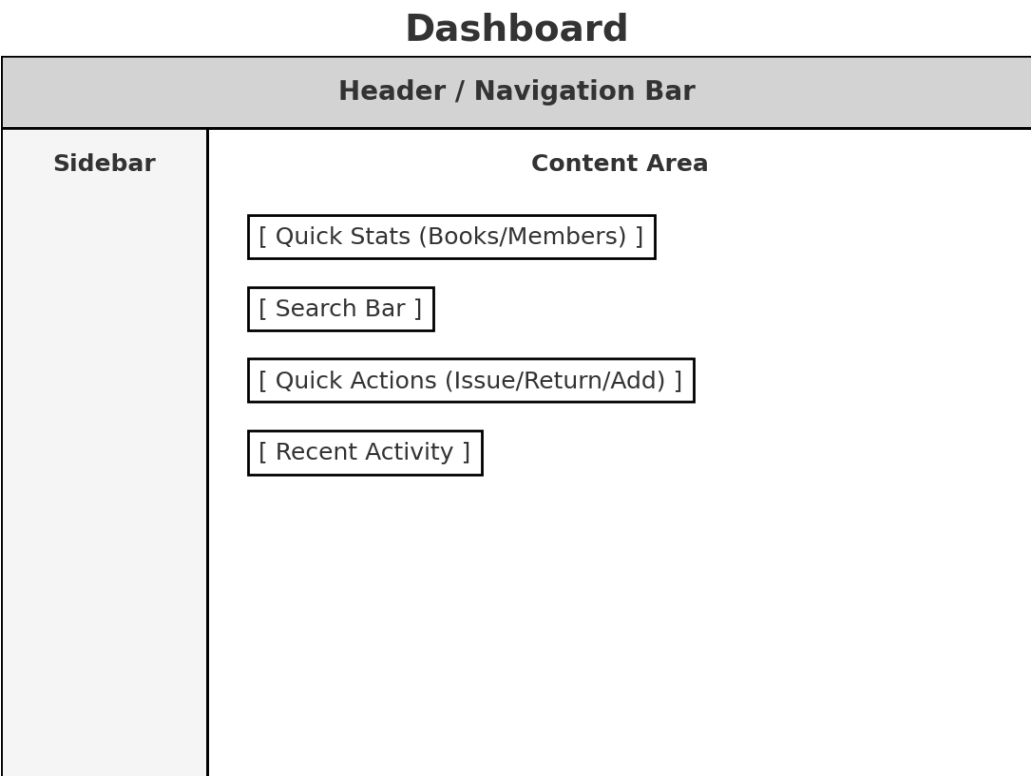 Dashboard
Header / Navigation Bar
Sidebar
Content Area
[ Quick Stats (Books/Members) ]
[ Search Bar ]
[ Quick Actions (Issue/Return/Add) ]
[ Recent Activity ]